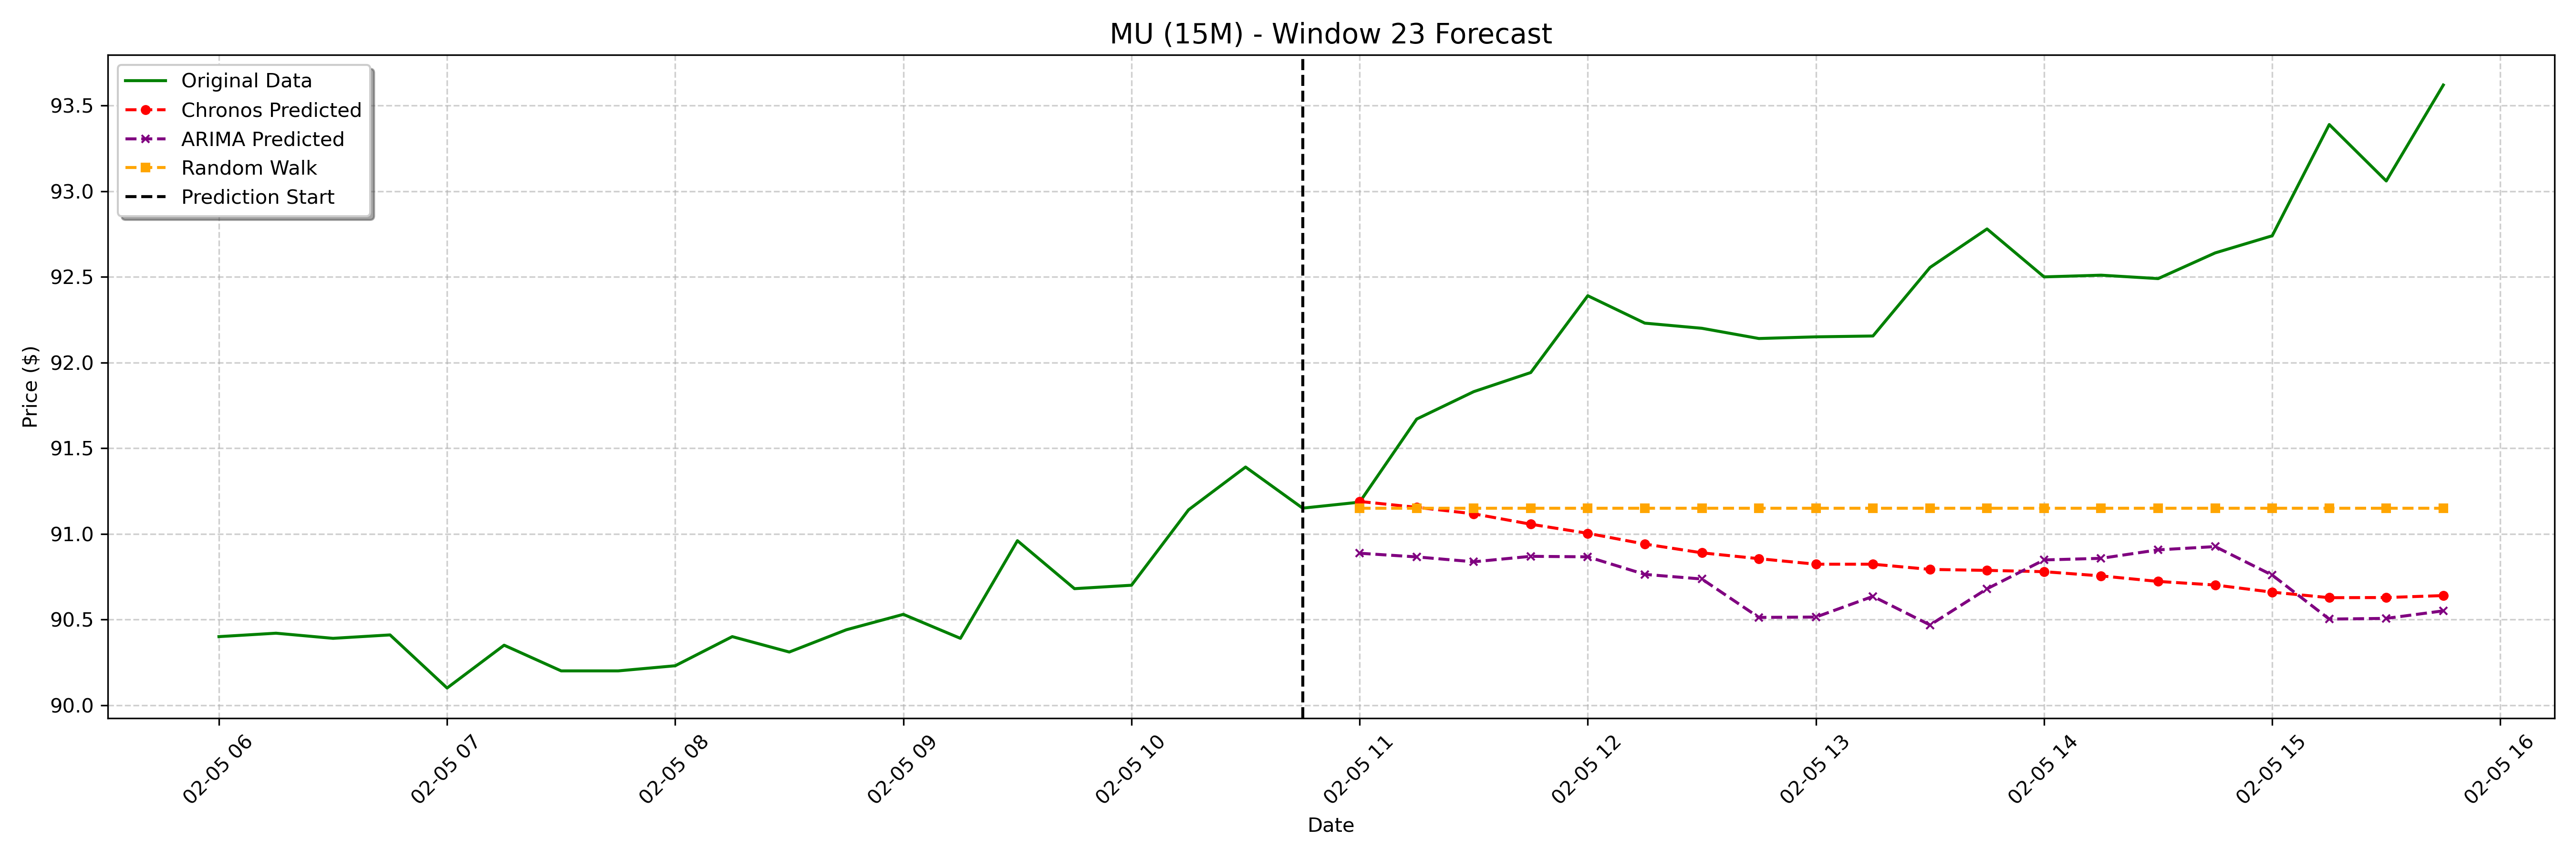 MU (15M) - Window 23 Forecast
Original Data
Chronos Predicted
ARIMA Predicted
Random Walk
Prediction Start
Price ($)
93.5
93.0
92.5
92.0
91.5
91.0
90.5
90.0
02-05 06
02-05 07
02-05 08
02-05 09
02-05 10
02-05 11
02-05 12
02-05 13
02-05 14
02-05 15
02-05 16
Date